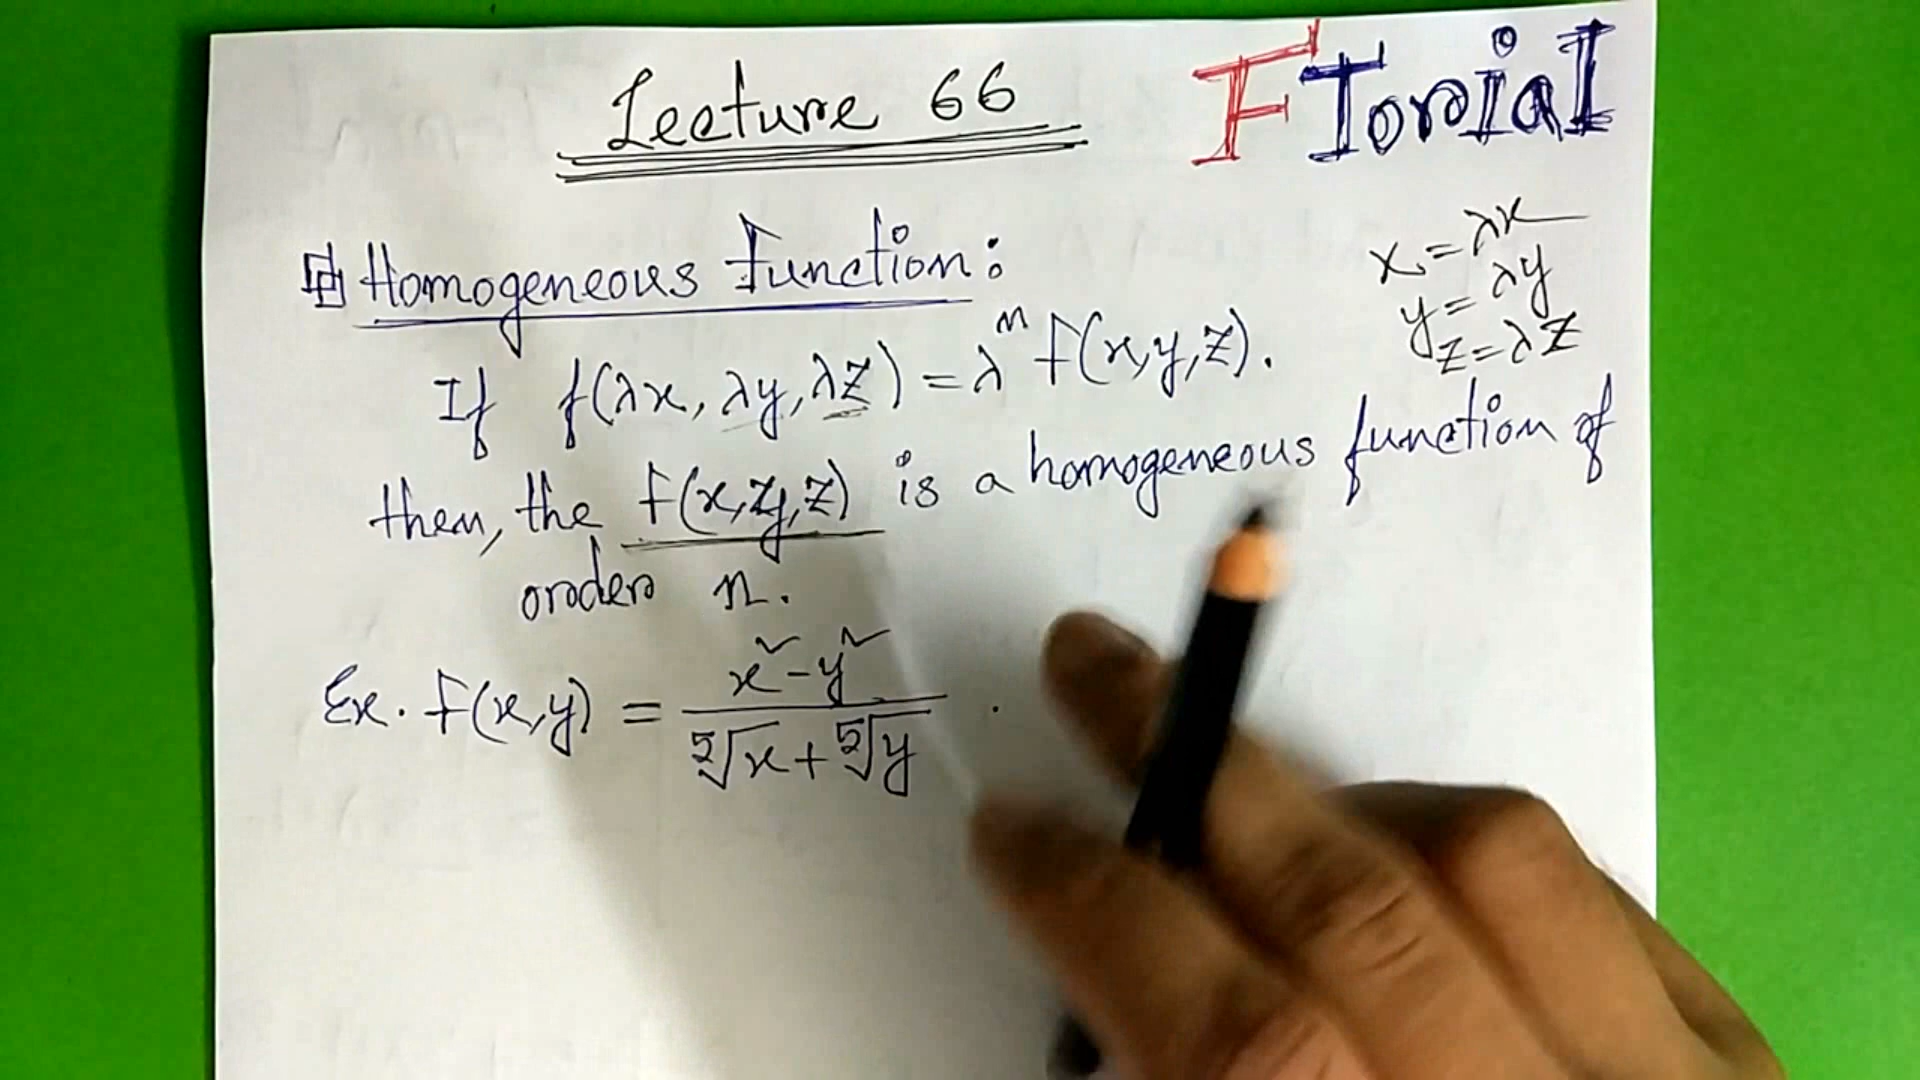 Lecture 66
FTorial
Homogeneous Function:
x = λx
y = λy
z = λz
If f(λx, λy, λz) = λⁿ f(x,y,z).
then, the f(x,y,z) is a homogeneous function of
order n.
Ex. f(x,y) = (x² - y²) / (⁵√x + ⁵√y) .